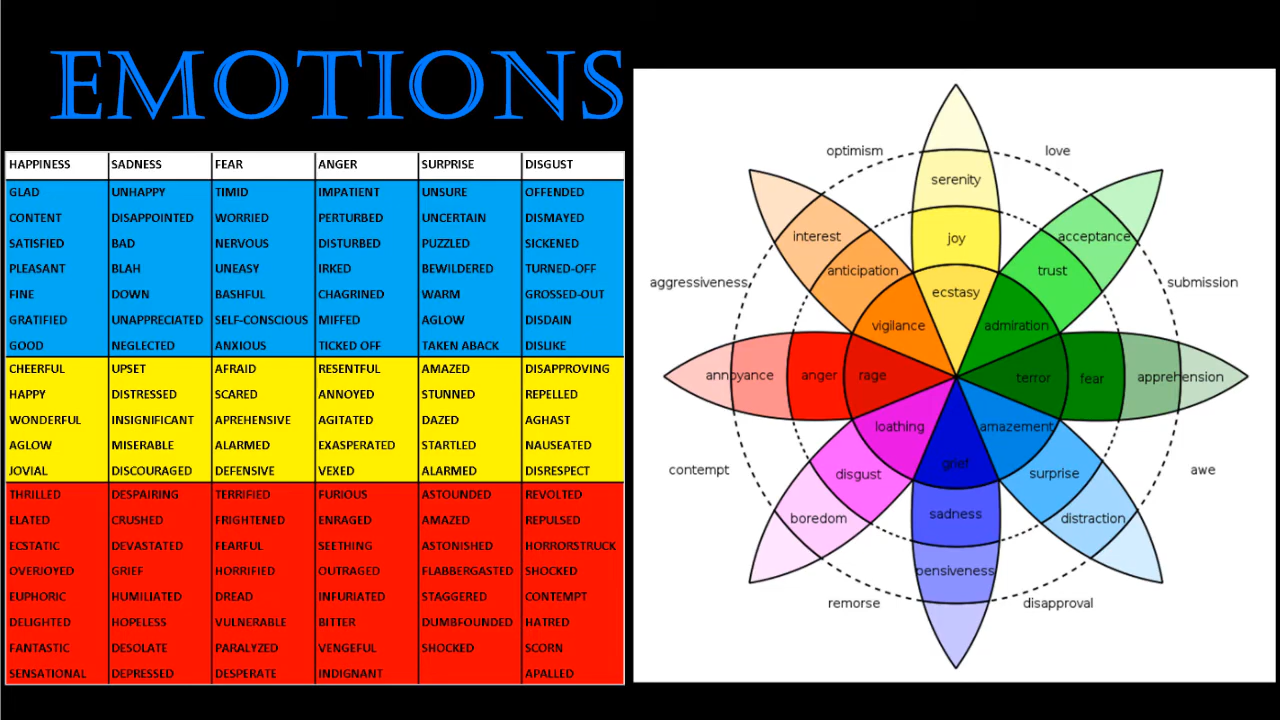 EMOTIONS
HAPPINESS SADNESS FEAR ANGER SURPRISE DISGUST
GLAD UNHAPPY TIMID IMPATIENT UNSURE OFFENDED
CONTENT DISAPPOINTED WORRIED PERTURBED UNCERTAIN DISMAYED
SATISFIED BAD NERVOUS DISTURBED PUZZLED SICKENED
PLEASANT BLAH UNEASY IRKED BEWILDERED TURNED-OFF
FINE DOWN BASHFUL CHAGRINED WARM GROSSED-OUT
GRATIFIED UNAPPRECIATED SELF-CONSCIOUS MIFFED AGLOW DISDAIN
GOOD NEGLECTED ANXIOUS TICKED OFF TAKEN ABACK DISLIKE
CHEERFUL UPSET AFRAID RESENTFUL AMAZED DISAPPROVING
HAPPY DISTRESSED SCARED ANNOYED STUNNED REPELLED
WONDERFUL INSIGNIFICANT APREHENSIVE AGITATED DAZED AGHAST
AGLOW MISERABLE ALARMED EXASPERATED STARTLED NAUSEATED
JOVIAL DISCOURAGED DEFENSIVE VEXED ALARMED DISRESPECT
THRILLED DESPAIRING TERRIFIED FURIOUS ASTOUNDED REVOLTED
ELATED CRUSHED FRIGHTENED ENRAGED AMAZED REPULSED
ECSTATIC DEVASTATED FEARFUL SEETHING ASTONISHED HORRORSTRUCK
OVERJOYED GRIEF HORRIFIED OUTRAGED FLABBERGASTED SHOCKED
EUPHORIC HUMILIATED DREAD INFURIATED STAGGERED CONTEMPT
DELIGHTED HOPELESS VULNERABLE BITTER DUMBFOUNDED HATRED
FANTASTIC DESOLATE PARALYZED VENGEFUL SHOCKED SCORN
SENSATIONAL DEPRESSED DESPERATE INDIGNANT APALLED
optimism love
serenity
interest joy acceptance
anticipation trust
aggressiveness ecstasy submission
vigilance admiration
annoyance anger rage terror fear apprehension
loathing amazement
contempt disgust grief surprise awe
boredom sadness distraction
pensiveness
remorse disapproval